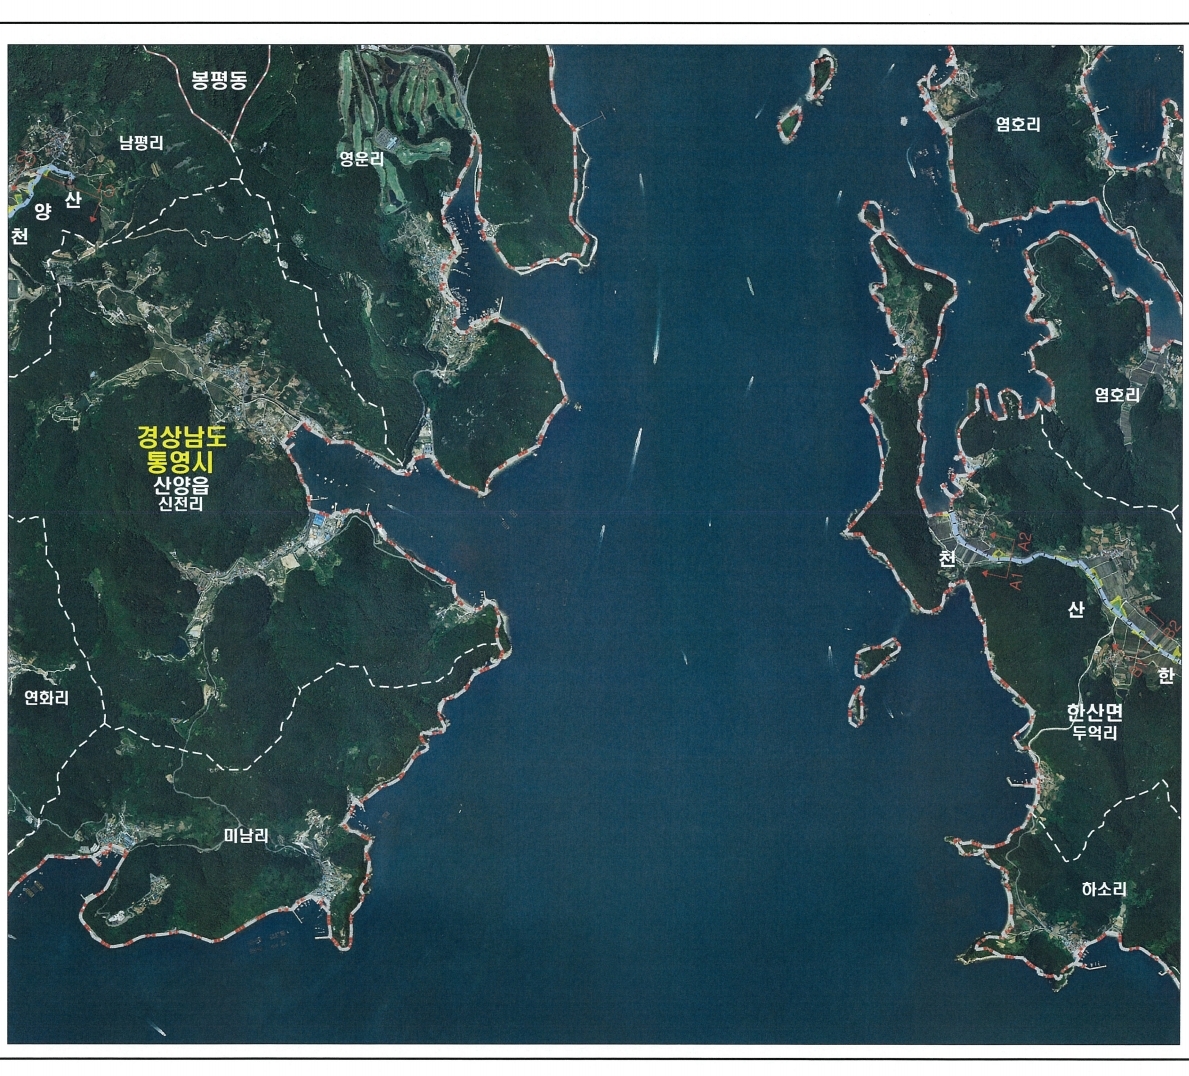 봉평동
남평리
영운리
염호리
산
양
천
염호리
경상남도
통영시
산양읍
신전리
천
A2
A1
산
B2
한
연화리
한산면
두억리
미남리
하소리